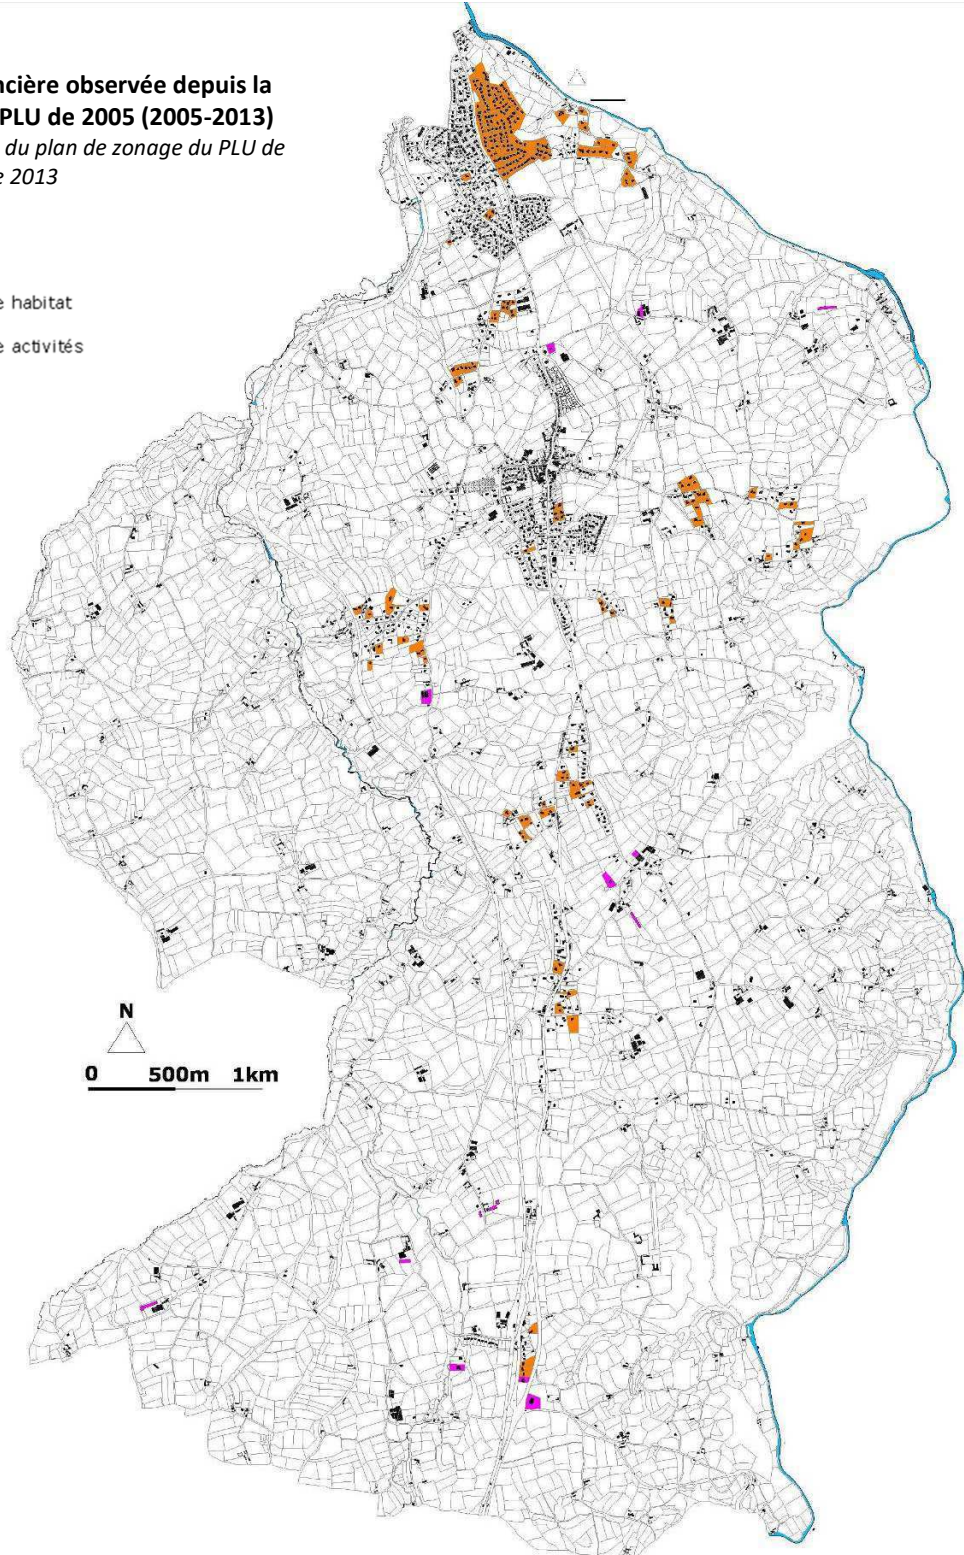 ncière observée depuis la
PLU de 2005 (2005-2013)
du plan de zonage du PLU de
e 2013
e habitat
e activités
N
0 500m 1km